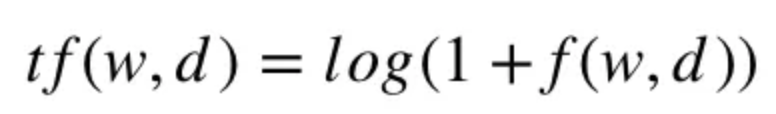 tf(w,d) = log(1 +f(w,d))